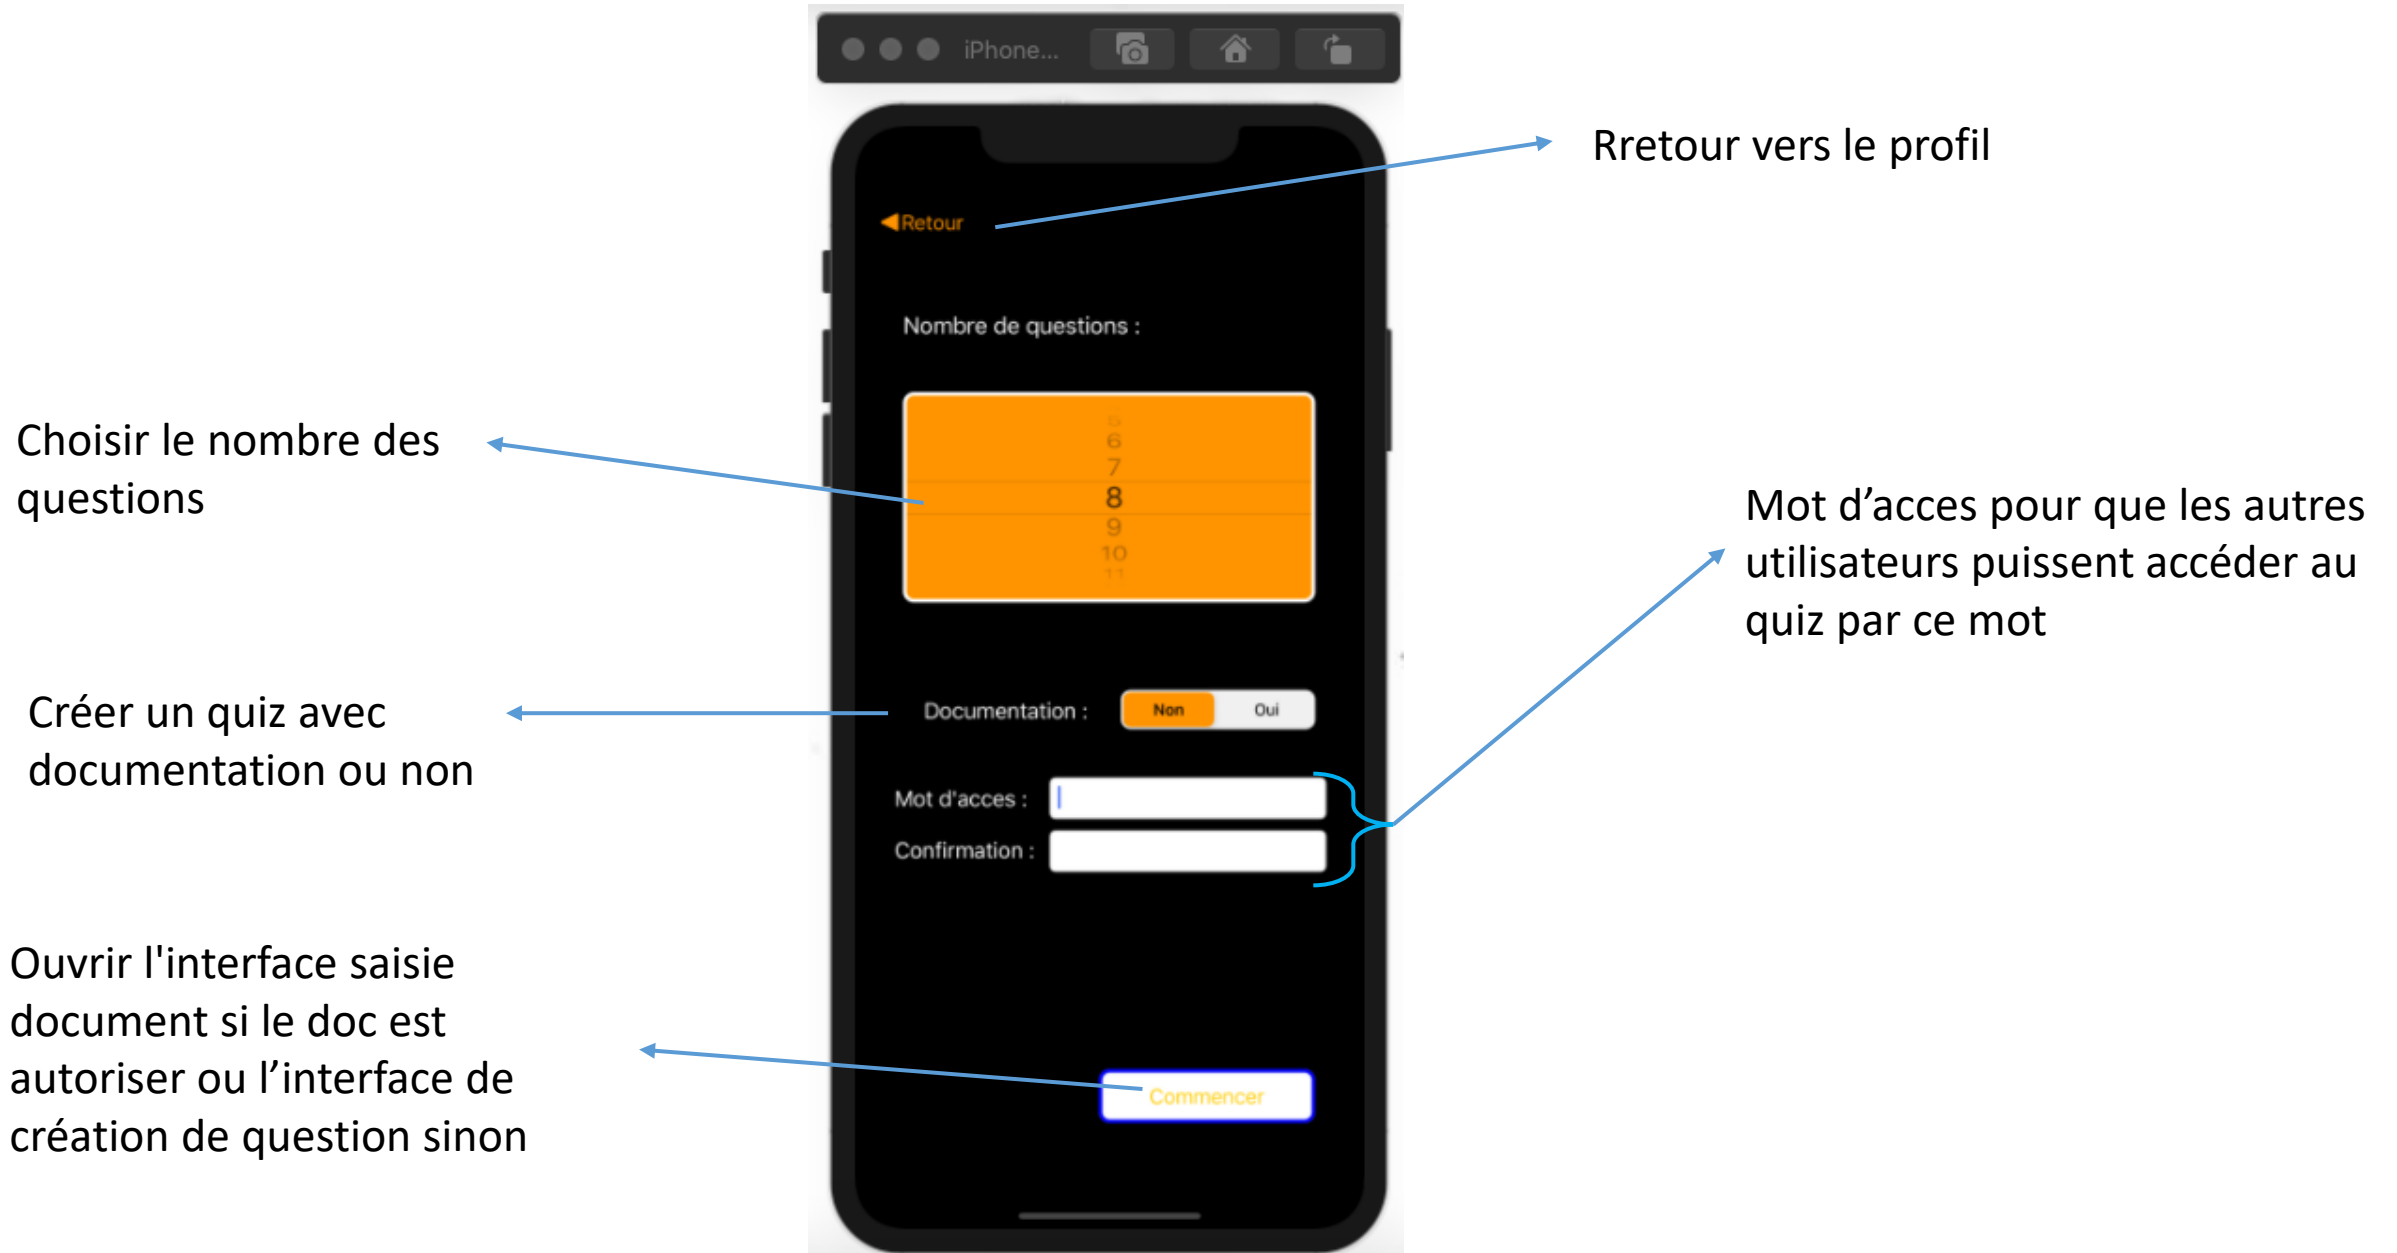 iPhone...
Rretour vers le profil
Retour
Nombre de questions :
Choisir le nombre des
questions
5
6
7
8
9
10
11
Mot d’acces pour que les autres
utilisateurs puissent accéder au
quiz par ce mot
Créer un quiz avec
documentation ou non
Documentation : Non Oui
Mot d'acces :
Confirmation :
Ouvrir l'interface saisie
document si le doc est
autoriser ou l’interface de
création de question sinon
Commencer